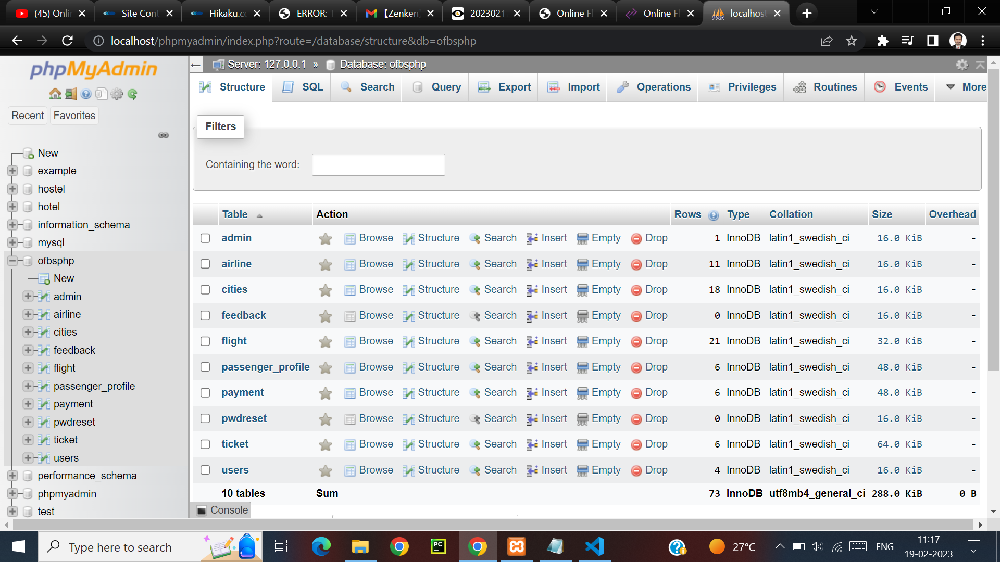 (45) Onli
Site Cont
Hikaku.co
ERROR: T
【Zenken
2023021
Online Fl
Online Fl
localhost
localhost/phpmyadmin/index.php?route=/database/structure&db=ofbsphp
phpMyAdmin
Recent
Favorites
New
example
hostel
hotel
information_schema
mysql
ofbsphp
New
admin
airline
cities
feedback
flight
passenger_profile
payment
pwdreset
ticket
users
performance_schema
phpmyadmin
test
Server: 127.0.0.1 » Database: ofbsphp
Structure SQL Search Query Export Import Operations Privileges Routines Events More
Filters
Containing the word:
Table Action Rows Type Collation Size Overhead
admin Browse Structure Search Insert Empty Drop 1 InnoDB latin1_swedish_ci 16.0 KiB -
airline Browse Structure Search Insert Empty Drop 11 InnoDB latin1_swedish_ci 16.0 KiB -
cities Browse Structure Search Insert Empty Drop 18 InnoDB latin1_swedish_ci 16.0 KiB -
feedback Browse Structure Search Insert Empty Drop 0 InnoDB latin1_swedish_ci 16.0 KiB -
flight Browse Structure Search Insert Empty Drop 21 InnoDB latin1_swedish_ci 32.0 KiB -
passenger_profile Browse Structure Search Insert Empty Drop 6 InnoDB latin1_swedish_ci 48.0 KiB -
payment Browse Structure Search Insert Empty Drop 6 InnoDB latin1_swedish_ci 48.0 KiB -
pwdreset Browse Structure Search Insert Empty Drop 0 InnoDB latin1_swedish_ci 16.0 KiB -
ticket Browse Structure Search Insert Empty Drop 6 InnoDB latin1_swedish_ci 64.0 KiB -
users Browse Structure Search Insert Empty Drop 4 InnoDB latin1_swedish_ci 16.0 KiB -
10 tables Sum 73 InnoDB utf8mb4_general_ci 288.0 KiB 0 B
Console
Type here to search
PC
27°C
ENG
11:17
19-02-2023